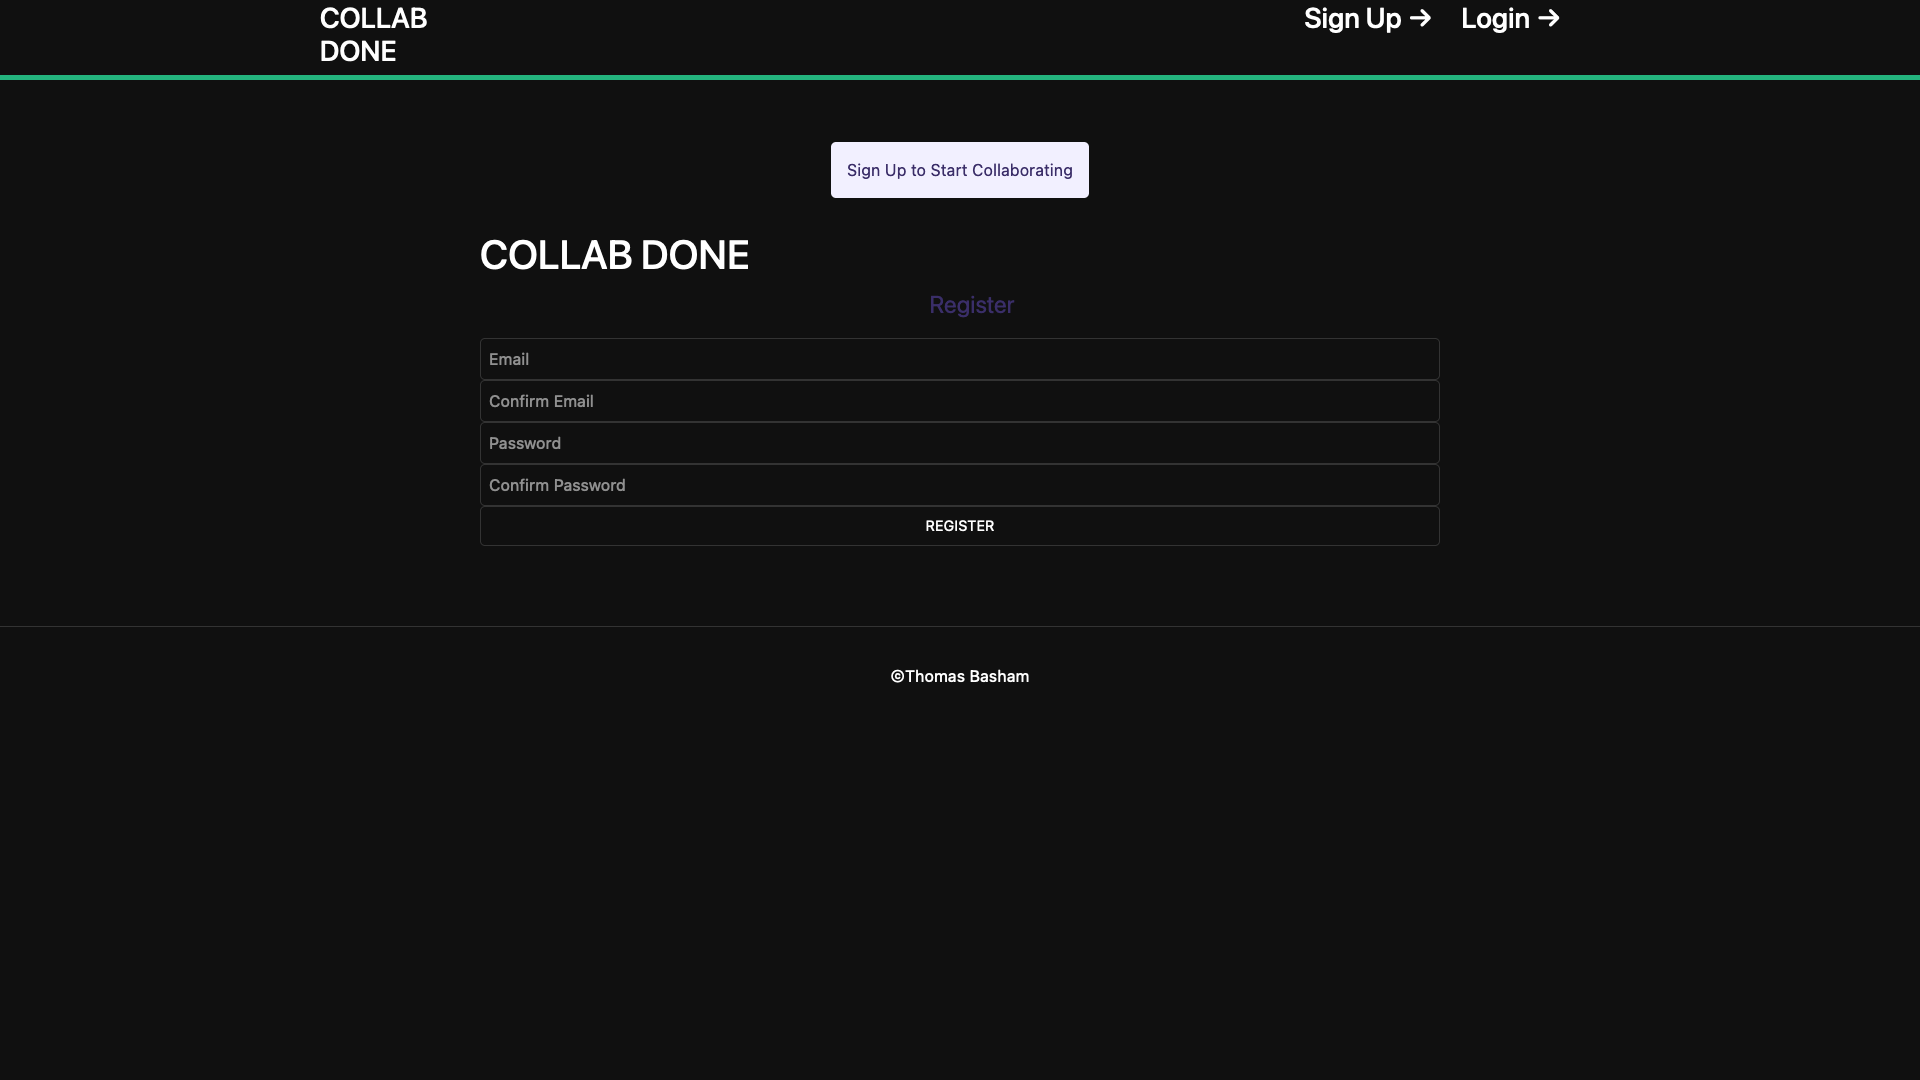 COLLAB
DONE
Sign Up →
Login →
Sign Up to Start Collaborating
COLLAB DONE
Register
Email
Confirm Email
Password
Confirm Password
REGISTER
©Thomas Basham